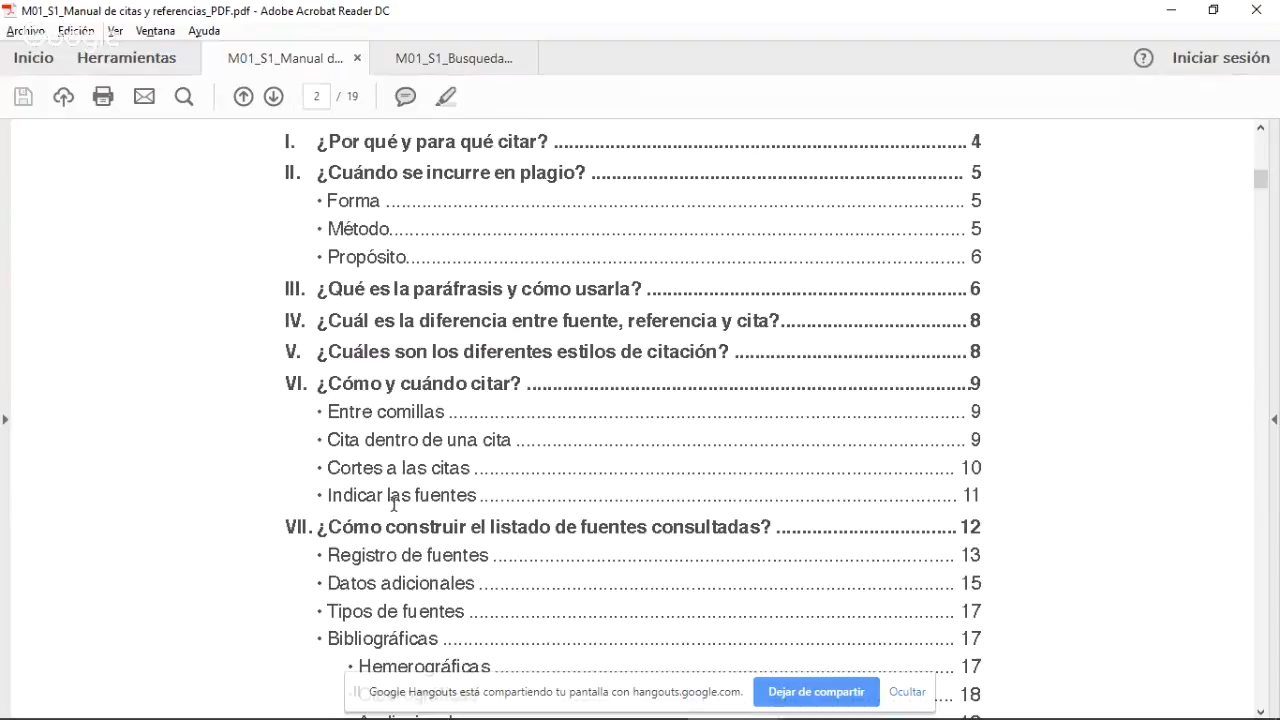 M01_S1_Manual de citas y referencias_PDF.pdf - Adobe Acrobat Reader DC
Archivo Edición Ver Ventana Ayuda
Google
Inicio Herramientas M01_S1_Manual d... × M01_S1_Busqueda... ? Iniciar sesión
2 / 19
I. ¿Por qué y para qué citar? ........ 4
II. ¿Cuándo se incurre en plagio? ........ 5
• Forma ........ 5
• Método........ 5
• Propósito........ 6
III. ¿Qué es la paráfrasis y cómo usarla? ........ 6
IV. ¿Cuál es la diferencia entre fuente, referencia y cita?........ 8
V. ¿Cuáles son los diferentes estilos de citación? ........ 8
VI. ¿Cómo y cuándo citar? ........9
• Entre comillas ........ 9
• Cita dentro de una cita ........ 9
• Cortes a las citas ........ 10
• Indicar las fuentes ........ 11
VII. ¿Cómo construir el listado de fuentes consultadas? ........ 12
• Registro de fuentes ........ 13
• Datos adicionales ........ 15
• Tipos de fuentes ........ 17
• Bibliográficas ........ 17
• Hemerográficas ........ 17
Google Hangouts está compartiendo tu pantalla con hangouts.google.com. Dejar de compartir Ocultar
.... 18